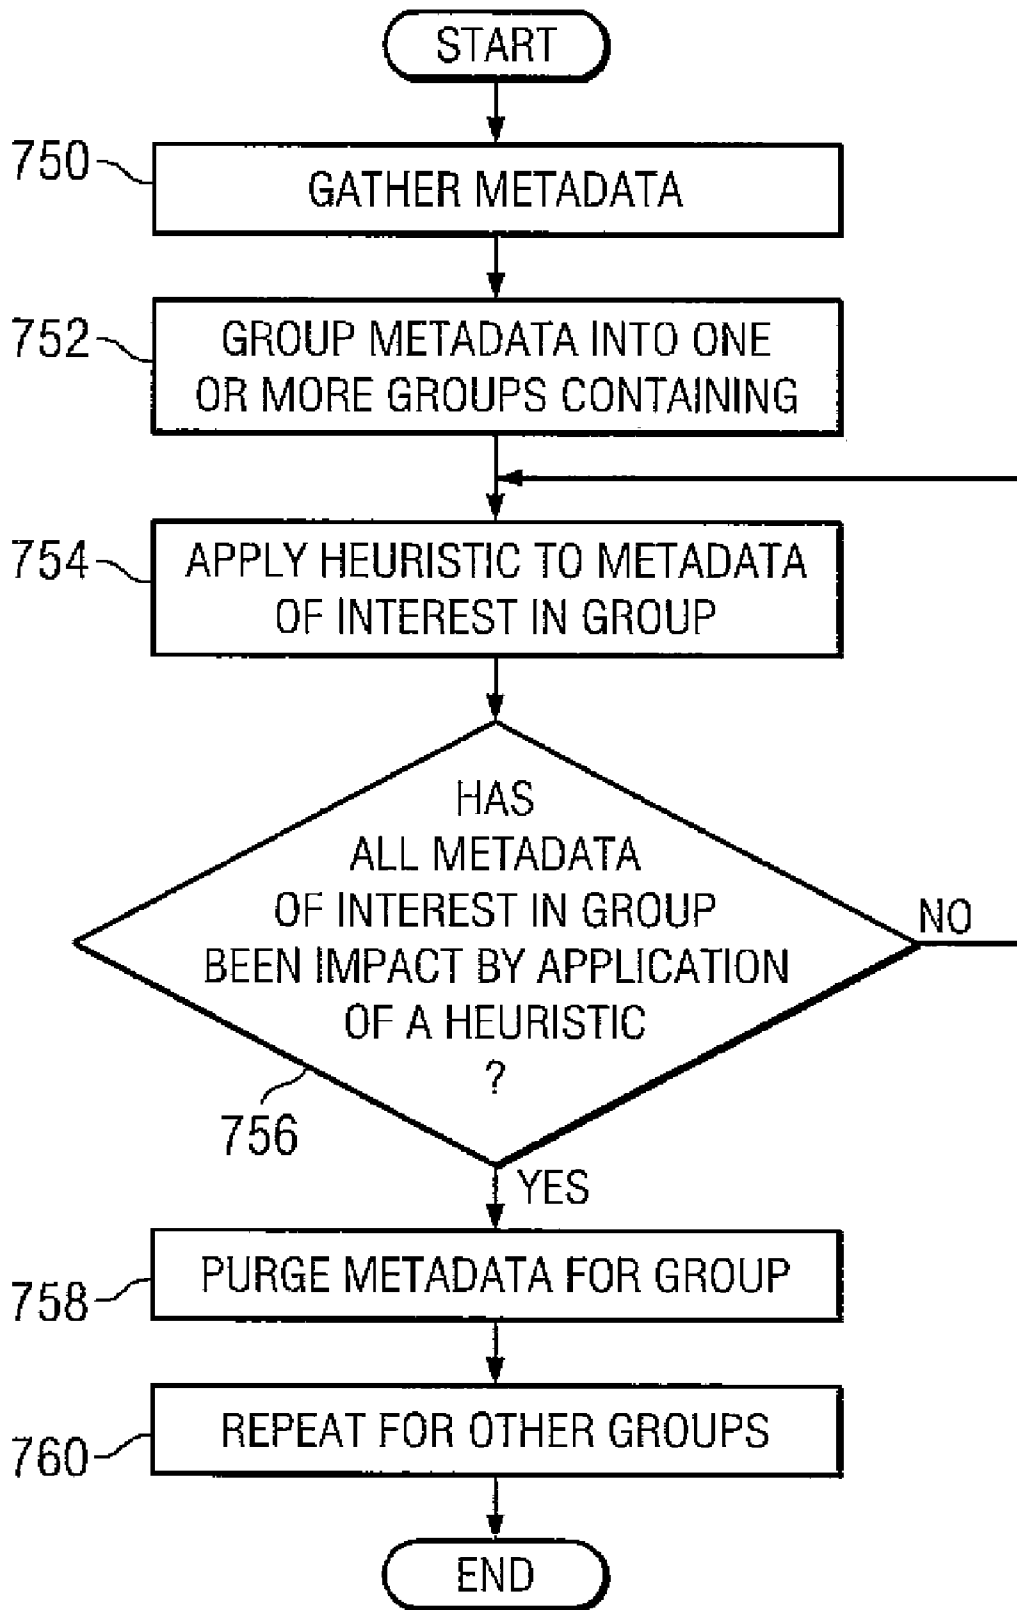 START
750
GATHER METADATA
752
GROUP METADATA INTO ONE
OR MORE GROUPS CONTAINING
754
APPLY HEURISTIC TO METADATA
OF INTEREST IN GROUP
HAS
ALL METADATA
OF INTEREST IN GROUP
BEEN IMPACT BY APPLICATION
OF A HEURISTIC
?
NO
756
YES
758
PURGE METADATA FOR GROUP
760
REPEAT FOR OTHER GROUPS
END